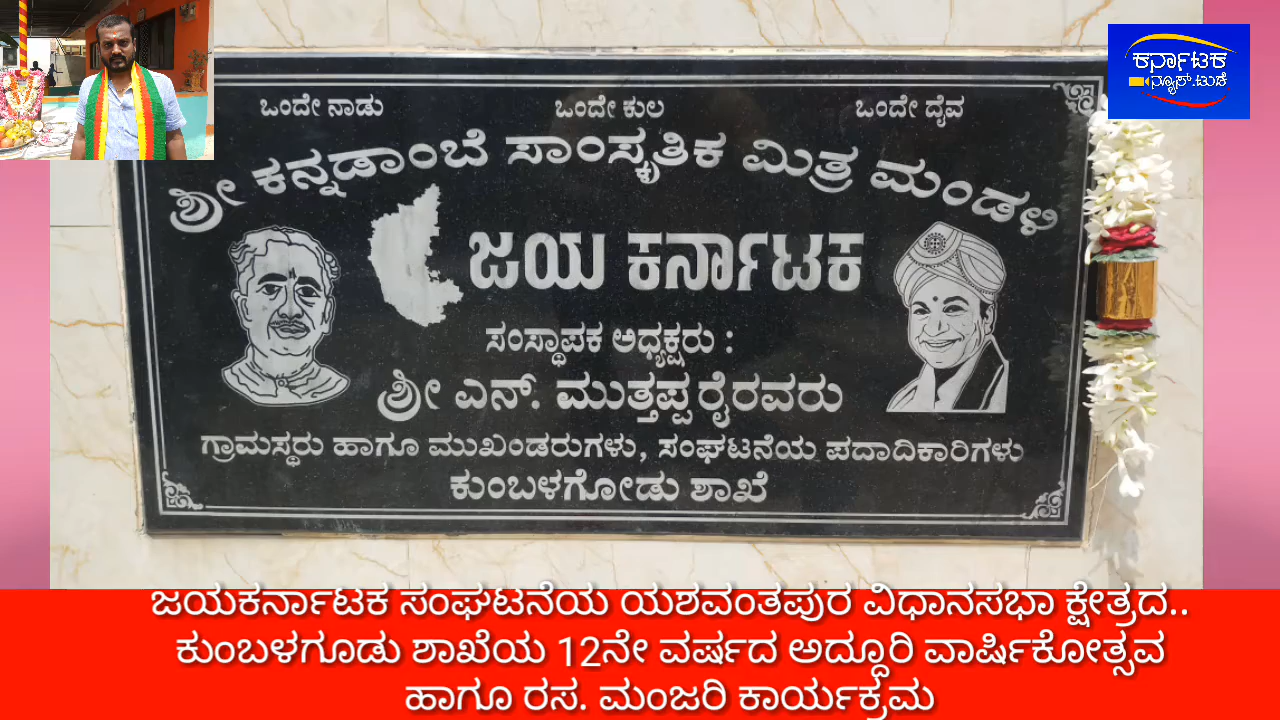 ಕರ್ನಾಟಕ
ನ್ಯೂಸ್.ಟುಡೆ
ಒಂದೇ ನಾಡು ಒಂದೇ ಕುಲ ಒಂದೇ ದೈವ
ಶ್ರೀ ಕನ್ನಡಾಂಬೆ ಸಾಂಸ್ಕೃತಿಕ ಮಿತ್ರ ಮಂಡಳಿ
ಜಯ ಕರ್ನಾಟಕ
ಸಂಸ್ಥಾಪಕ ಅಧ್ಯಕ್ಷರು :
ಶ್ರೀ ಎನ್. ಮುತ್ತಪ್ಪರೈರವರು
ಗ್ರಾಮಸ್ಥರು ಹಾಗೂ ಮುಖಂಡರುಗಳು, ಸಂಘಟನೆಯ ಪದಾದಿಕಾರಿಗಳು
ಕುಂಬಳಗೋಡು ಶಾಖೆ
ಜಯಕರ್ನಾಟಕ ಸಂಘಟನೆಯ ಯಶವಂತಪುರ ವಿಧಾನಸಭಾ ಕ್ಷೇತ್ರದ..
ಕುಂಬಳಗೂಡು ಶಾಖೆಯ 12ನೇ ವರ್ಷದ ಅದ್ದೂರಿ ವಾರ್ಷಿಕೋತ್ಸವ
ಹಾಗೂ ರಸ. ಮಂಜರಿ ಕಾರ್ಯಕ್ರಮ